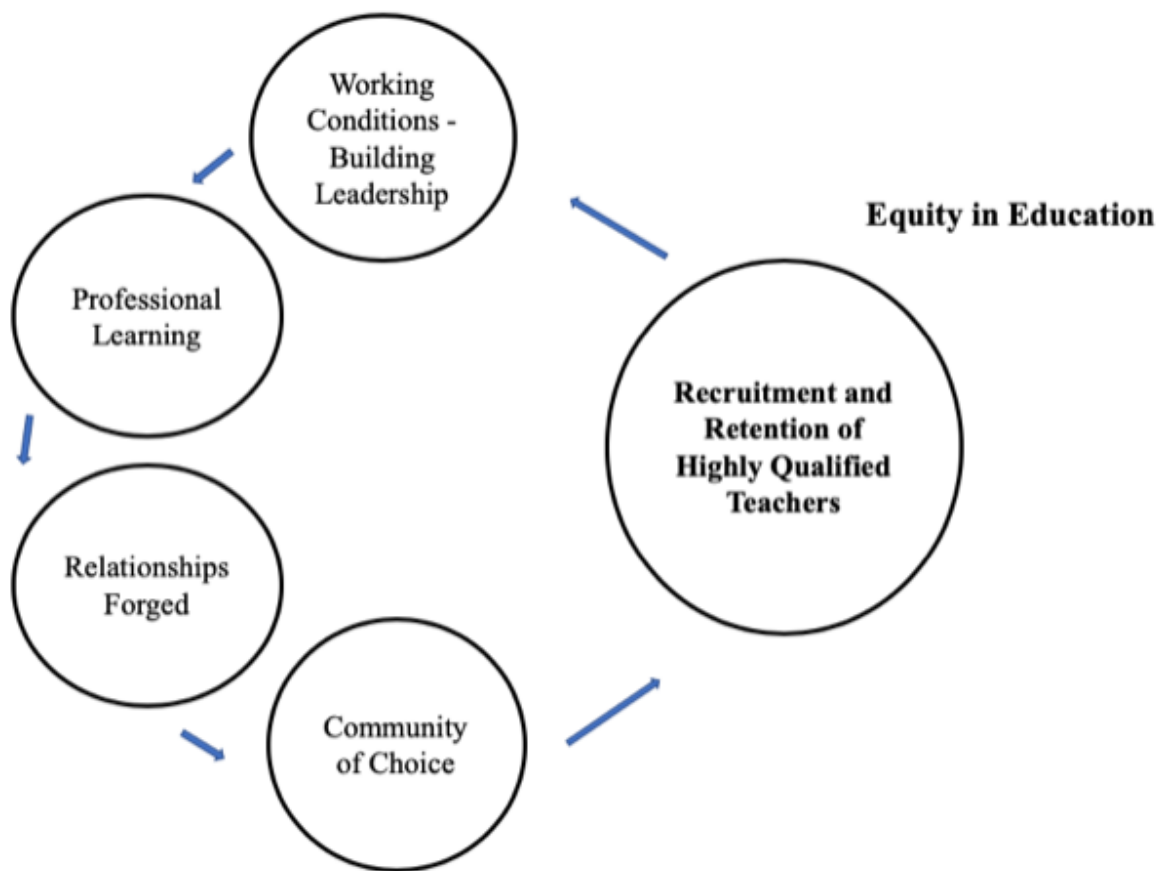 Working
Conditions -
Building
Leadership
Equity in Education
Professional
Learning
Recruitment and
Retention of
Highly Qualified
Teachers
Relationships
Forged
Community
of Choice